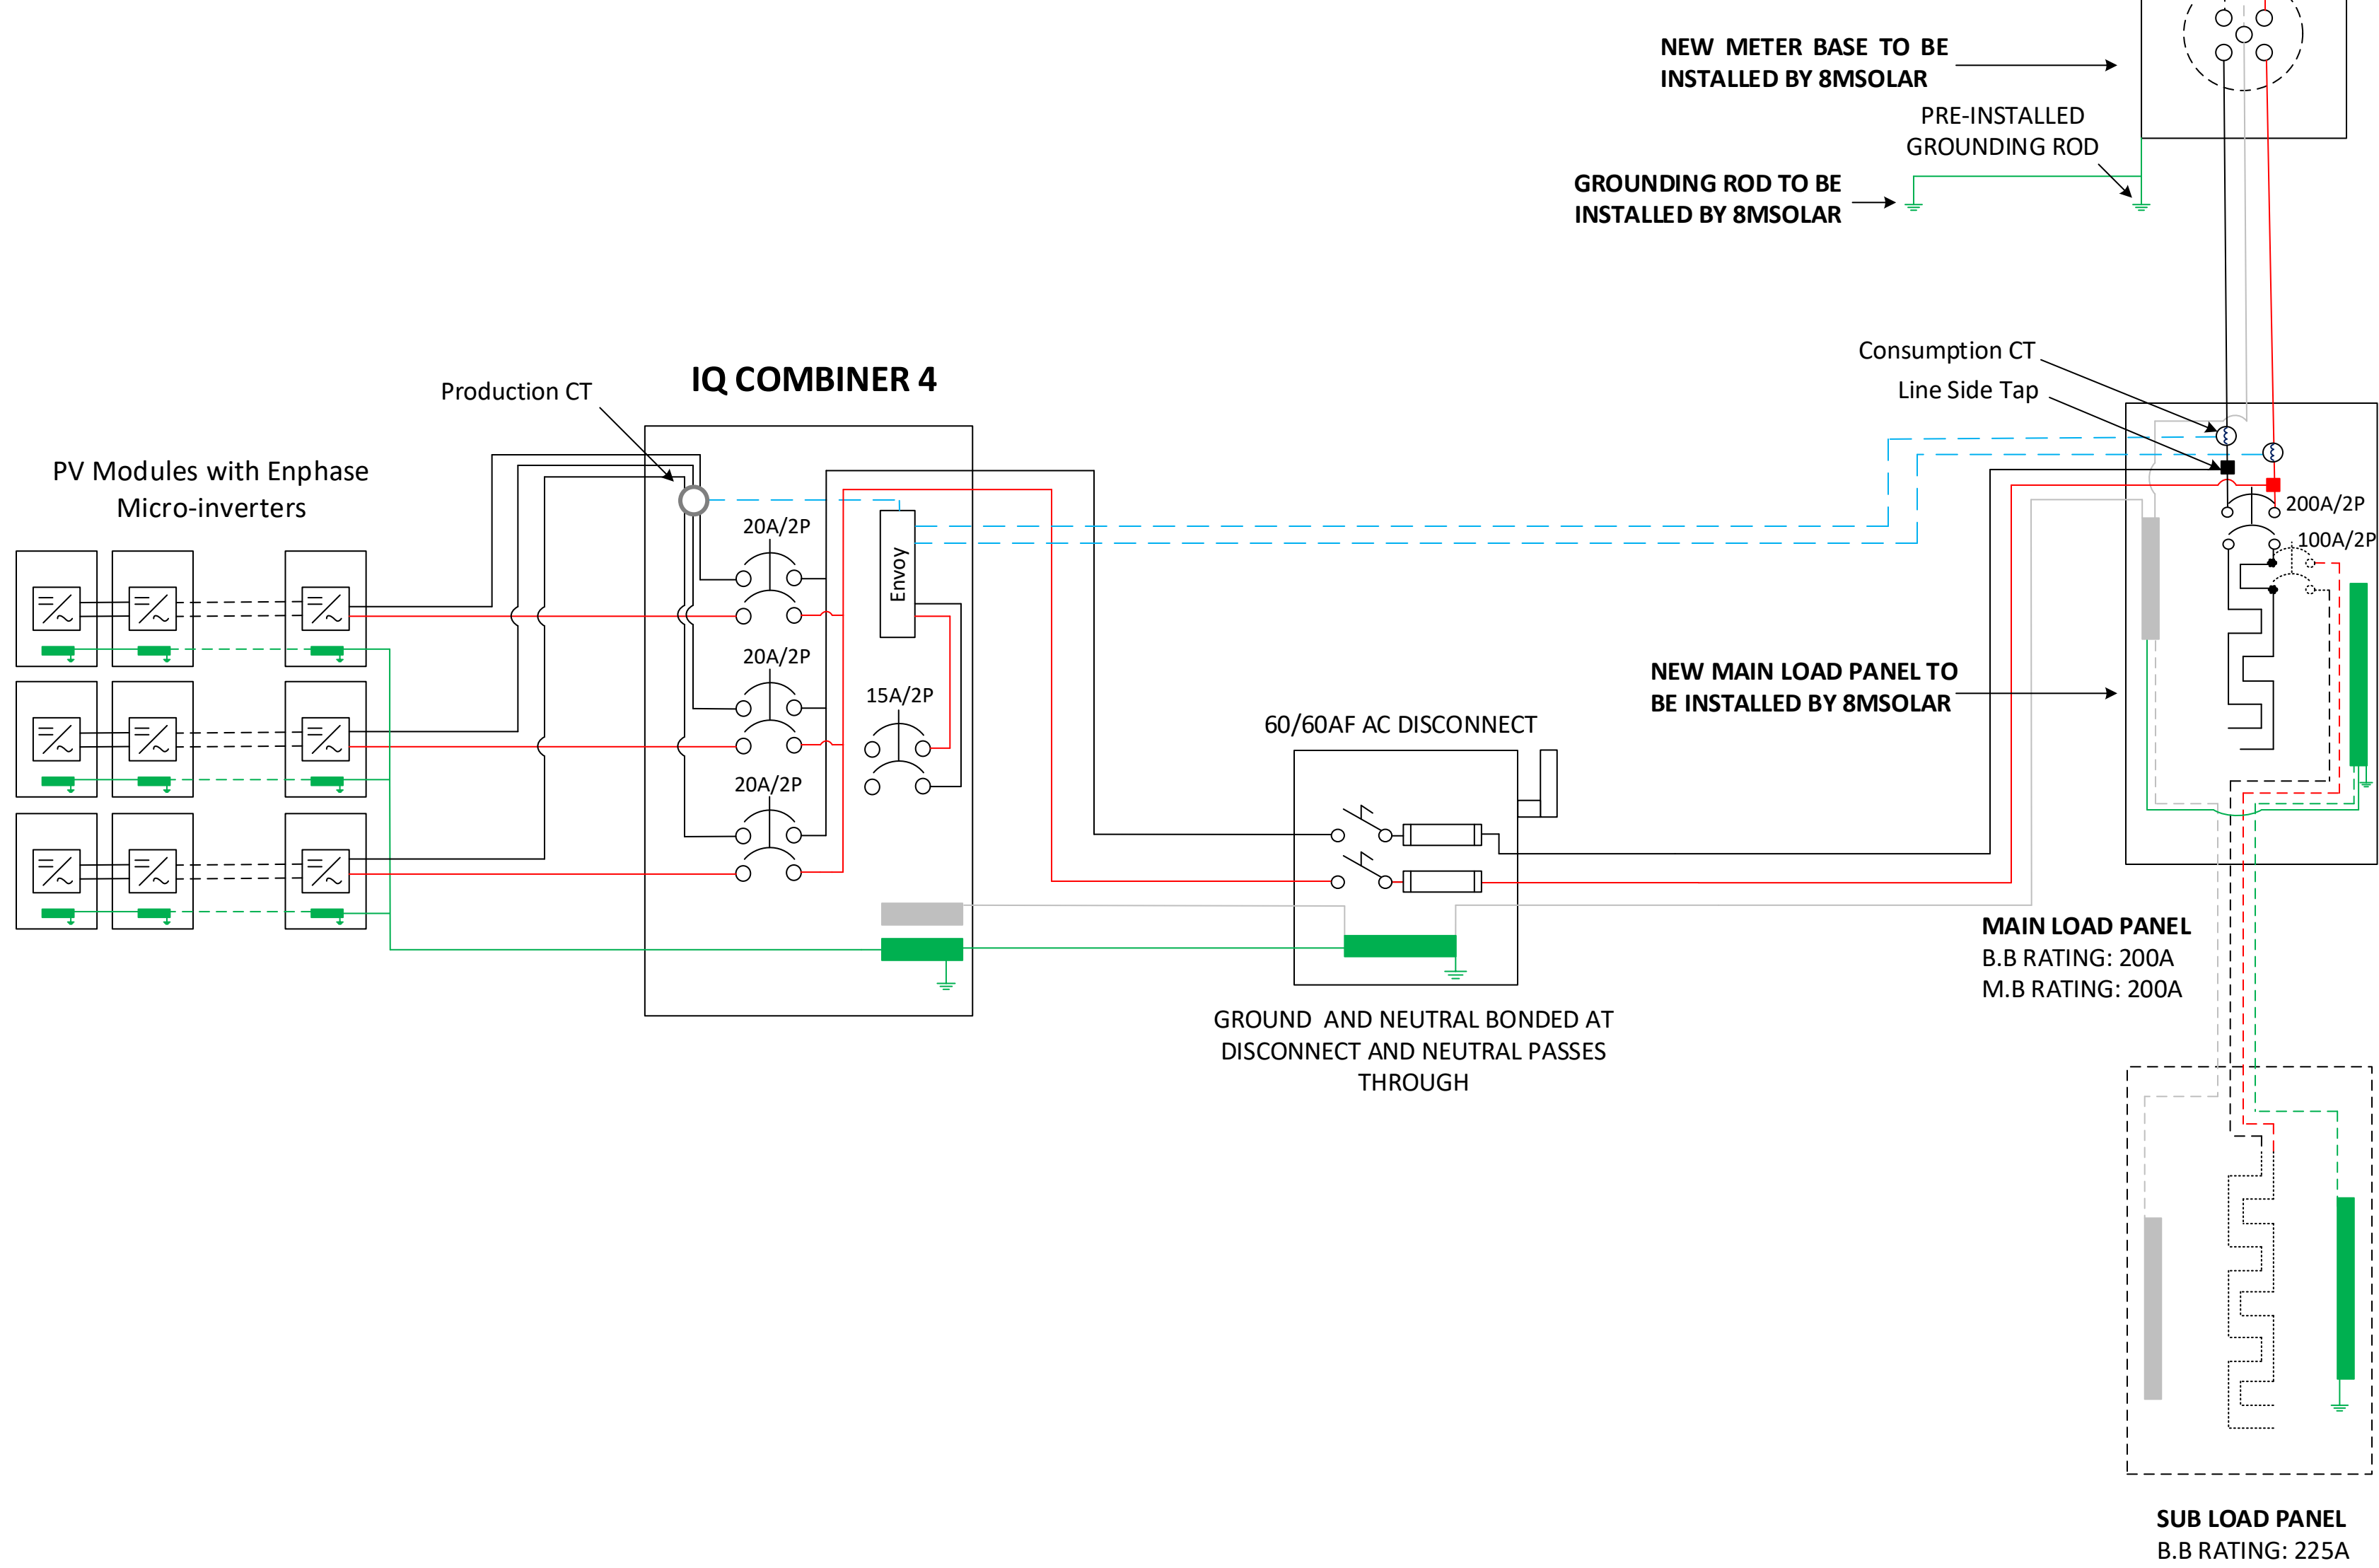 NEW METER BASE TO BE
INSTALLED BY 8MSOLAR
PRE-INSTALLED
GROUNDING ROD
GROUNDING ROD TO BE
INSTALLED BY 8MSOLAR
Consumption CT
Line Side Tap
IQ COMBINER 4
Production CT
PV Modules with Enphase
Micro-inverters
20A/2P
Envoy
20A/2P
15A/2P
20A/2P
200A/2P
100A/2P
NEW MAIN LOAD PANEL TO
BE INSTALLED BY 8MSOLAR
60/60AF AC DISCONNECT
MAIN LOAD PANEL
B.B RATING: 200A
M.B RATING: 200A
GROUND AND NEUTRAL BONDED AT
DISCONNECT AND NEUTRAL PASSES
THROUGH
SUB LOAD PANEL
B.B RATING: 225A